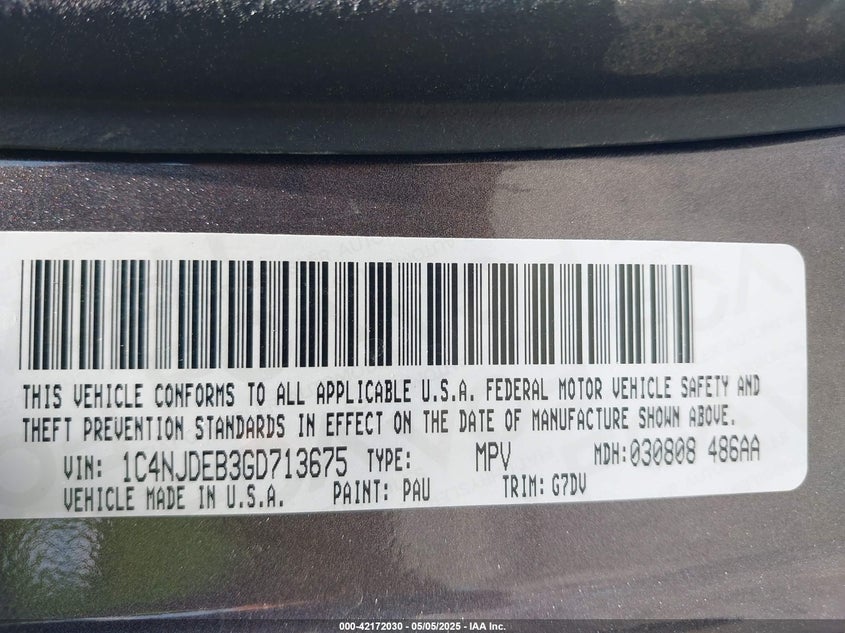 THIS VEHICLE CONFORMS TO ALL APPLICABLE U.S.A. FEDERAL MOTOR VEHICLE SAFETY AND
THEFT PREVENTION STANDARDS IN EFFECT ON THE DATE OF MANUFACTURE SHOWN ABOVE.
VIN: 1C4NJDEB3GD713675 TYPE: MPV MDH:030808 486AA
VEHICLE MADE IN U.S.A. PAINT: PAU TRIM: G7DV
000-42172030 - 05/05/2025 - IAA Inc.